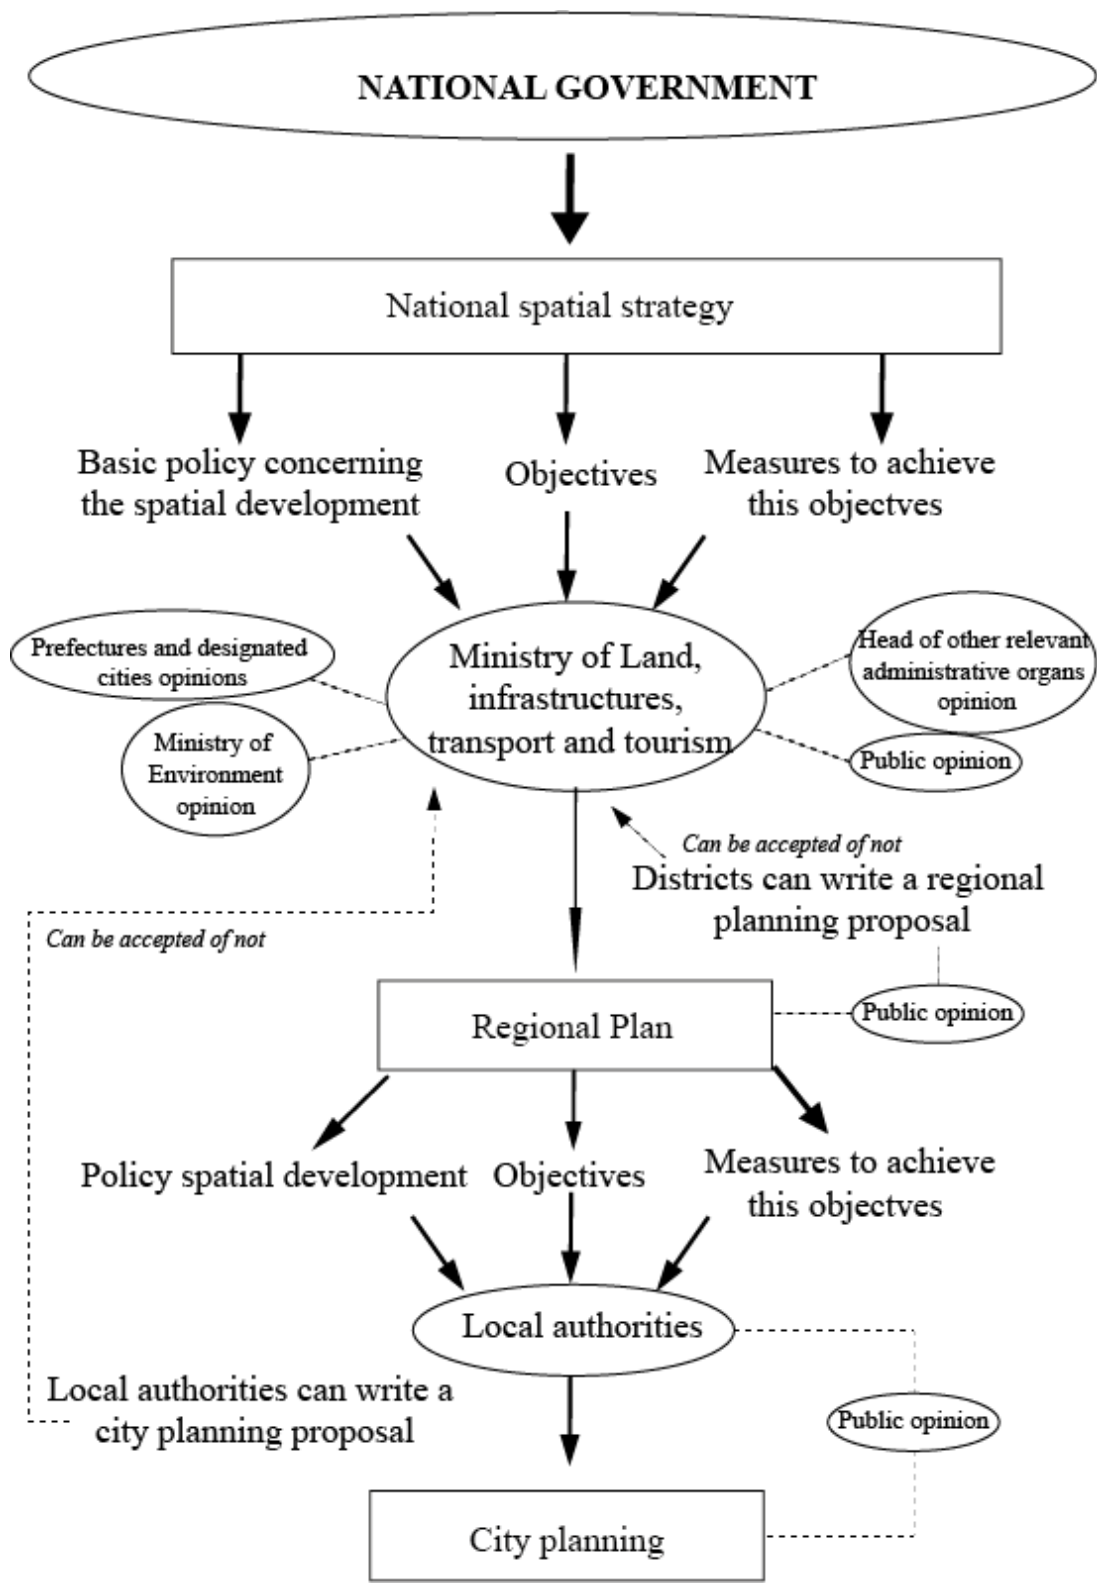 NATIONAL GOVERNMENT
National spatial strategy
Basic policy concerning
the spatial development
Objectives
Measures to achieve
this objectves
Prefectures and designated
cities opinions
Ministry of
Environment
opinion
Ministry of Land,
infrastructures,
transport and tourism
Head of other relevant
administrative organs
opinion
Public opinion
Can be accepted of not
Districts can write a regional
planning proposal
Can be accepted of not
Public opinion
Regional Plan
Policy spatial development
Objectives
Measures to achieve
this objectves
Local authorities
Local authorities can write a
city planning proposal
Public opinion
City planning